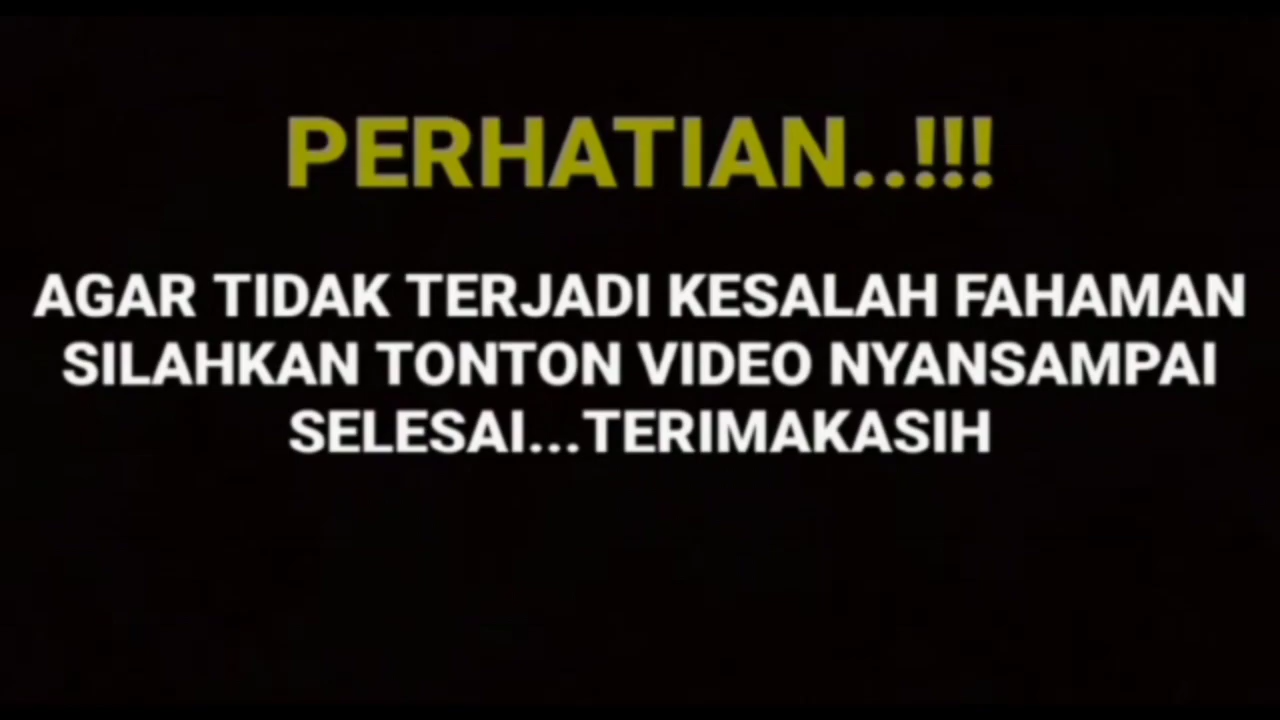 PERHATIAN..!!!
AGAR TIDAK TERJADI KESALAH FAHAMAN
SILAHKAN TONTON VIDEO NYANSAMPAI
SELESAI...TERIMAKASIH